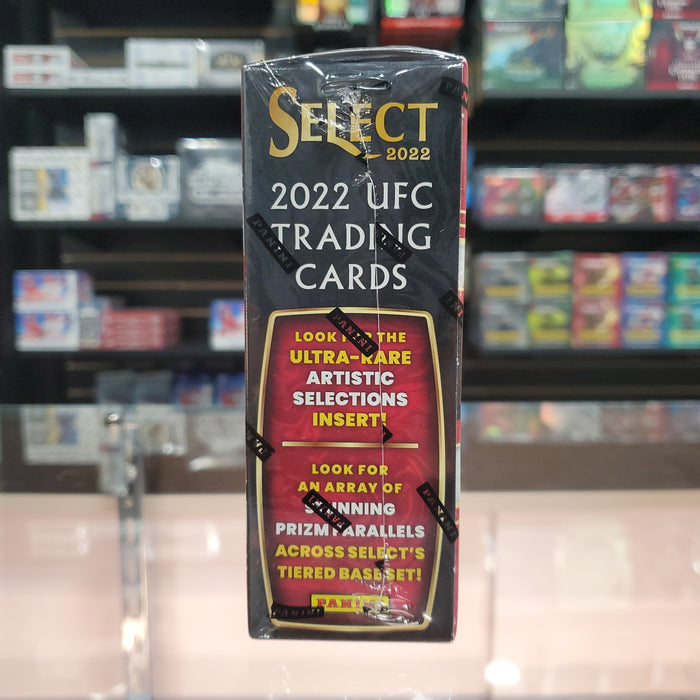 SELECT
2022
2022 UFC
TRADING
CARDS
LOOK FOR THE
ULTRA-RARE
ARTISTIC
SELECTIONS
INSERT!
LOOK FOR
AN ARRAY OF
STUNNING
PRIZM PARALLELS
ACROSS SELECT'S
TIERED BASE SET!
PANINI